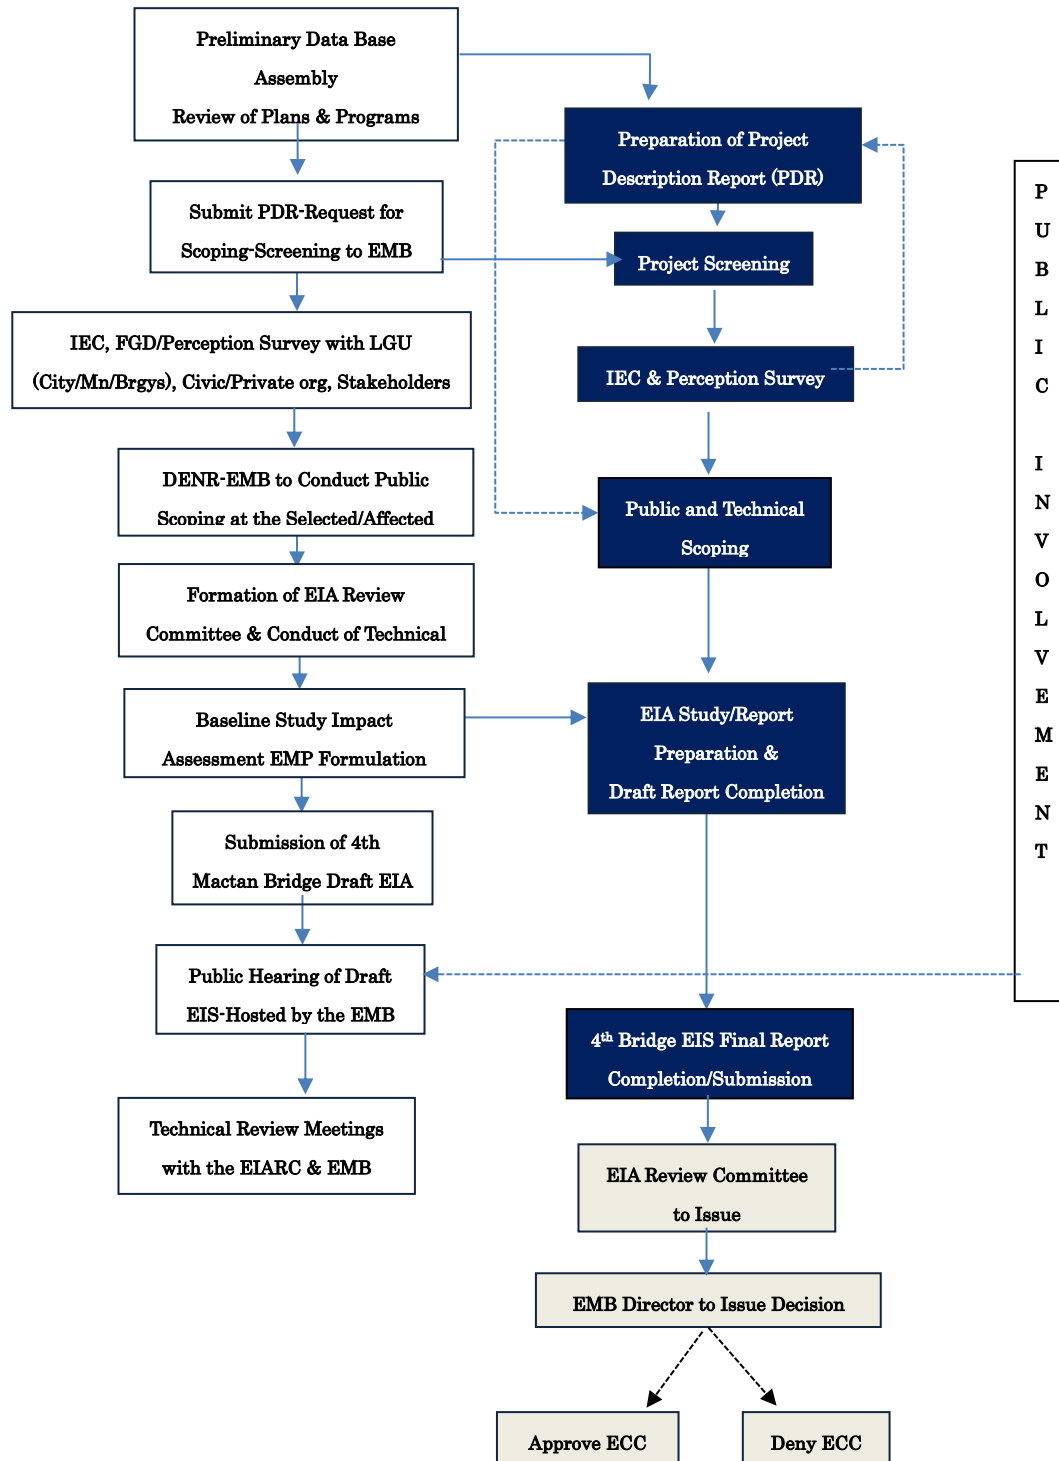 Preliminary Data Base
Assembly
Review of Plans & Programs
Preparation of Project
Description Report (PDR)
Submit PDR-Request for
Scoping-Screening to EMB
Project Screening
IEC, FGD/Perception Survey with LGU
(City/Mn/Brgys), Civic/Private org, Stakeholders
IEC & Perception Survey
DENR-EMB to Conduct Public
Scoping at the Selected/Affected
Public and Technical
Scoping
Formation of EIA Review
Committee & Conduct of Technical
Baseline Study Impact
Assessment EMP Formulation
EIA Study/Report
Preparation &
Draft Report Completion
Submission of 4th
Mactan Bridge Draft EIA
Public Hearing of Draft
EIS-Hosted by the EMB
4th Bridge EIS Final Report
Completion/Submission
Technical Review Meetings
with the EIARC & EMB
EIA Review Committee
to Issue
EMB Director to Issue Decision
Approve ECC
Deny ECC
P
U
B
L
I
C
I
N
V
O
L
V
E
M
E
N
T